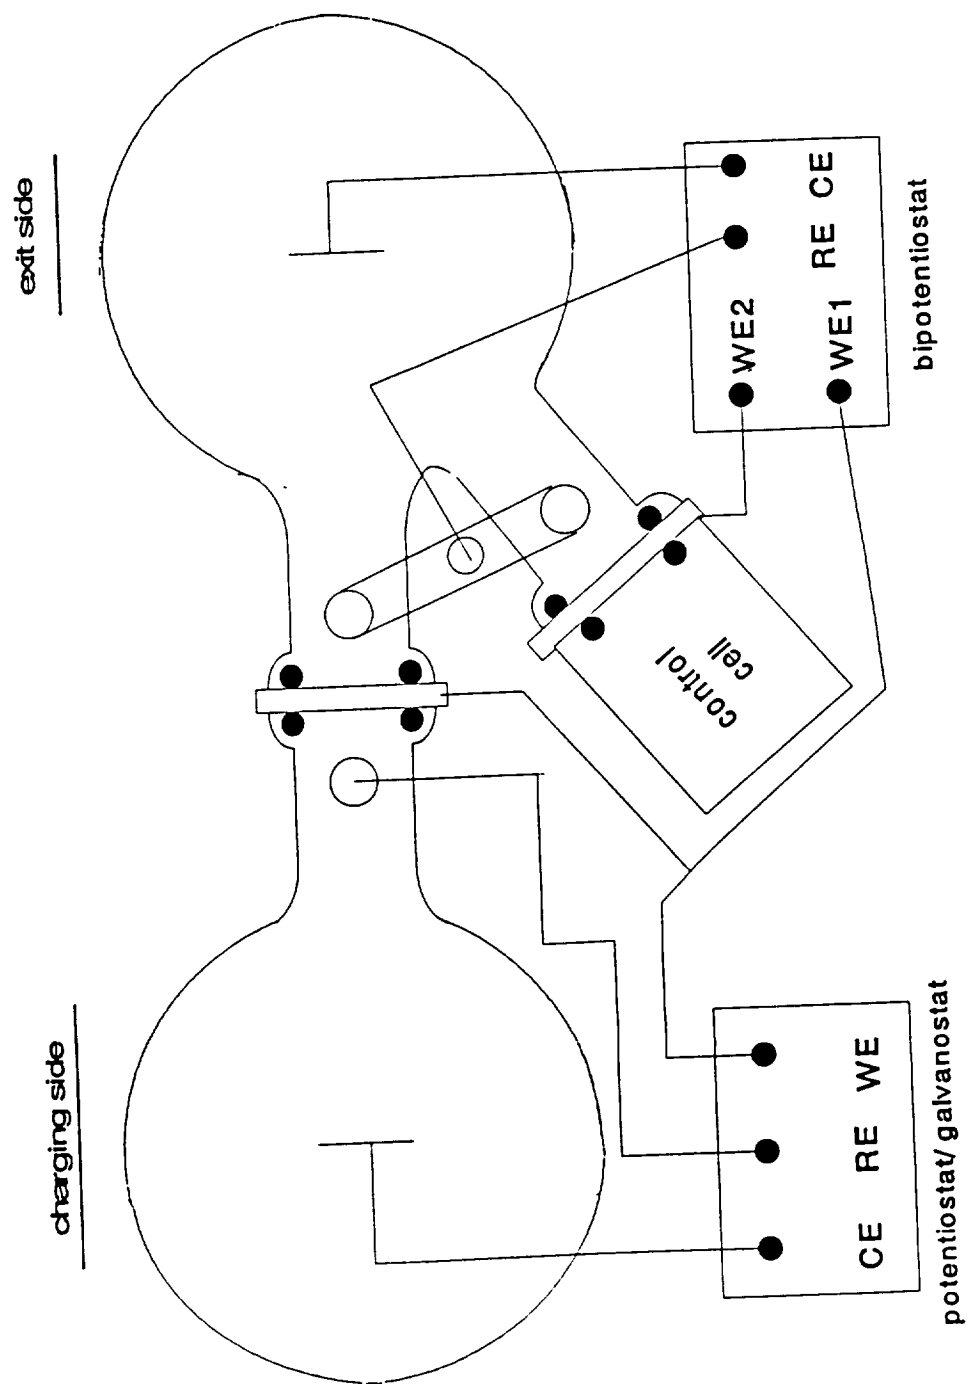 charging side
exit side
control
cell
CE RE WE
potentiostat/galvanostat
WE2
WE1 RE CE
bipotentiostat